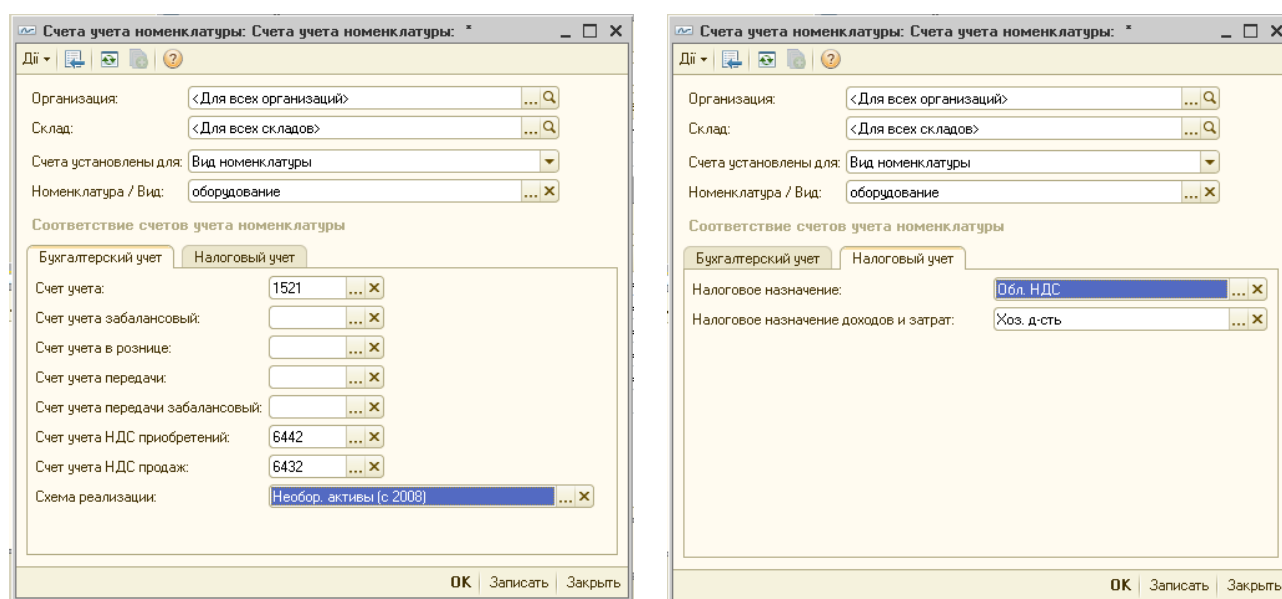 Счета учета номенклатуры: Счета учета номенклатуры: *
Дії
Организация: <Для всех организаций> ...
Склад: <Для всех складов> ...
Счета установлены для: Вид номенклатуры
Номенклатура / Вид: оборудование ...
Соответствие счетов учета номенклатуры
Бухгалтерский учет Налоговый учет
Счет учета: 1521 ...
Счет учета забалансовый: ...
Счет учета в рознице: ...
Счет учета передачи: ...
Счет учета передачи забалансовый: ...
Счет учета НДС приобретений: 6442 ...
Счет учета НДС продаж: 6432 ...
Схема реализации: Необор. активы (с 2008) ...
OK Записать Закрыть
Счета учета номенклатуры: Счета учета номенклатуры: *
Дії
Организация: <Для всех организаций> ...
Склад: <Для всех складов> ...
Счета установлены для: Вид номенклатуры
Номенклатура / Вид: оборудование ...
Соответствие счетов учета номенклатуры
Бухгалтерский учет Налоговый учет
Налоговое назначение: Обл. НДС ...
Налоговое назначение доходов и затрат: Хоз. д-сть ...
OK Записать Закрыть